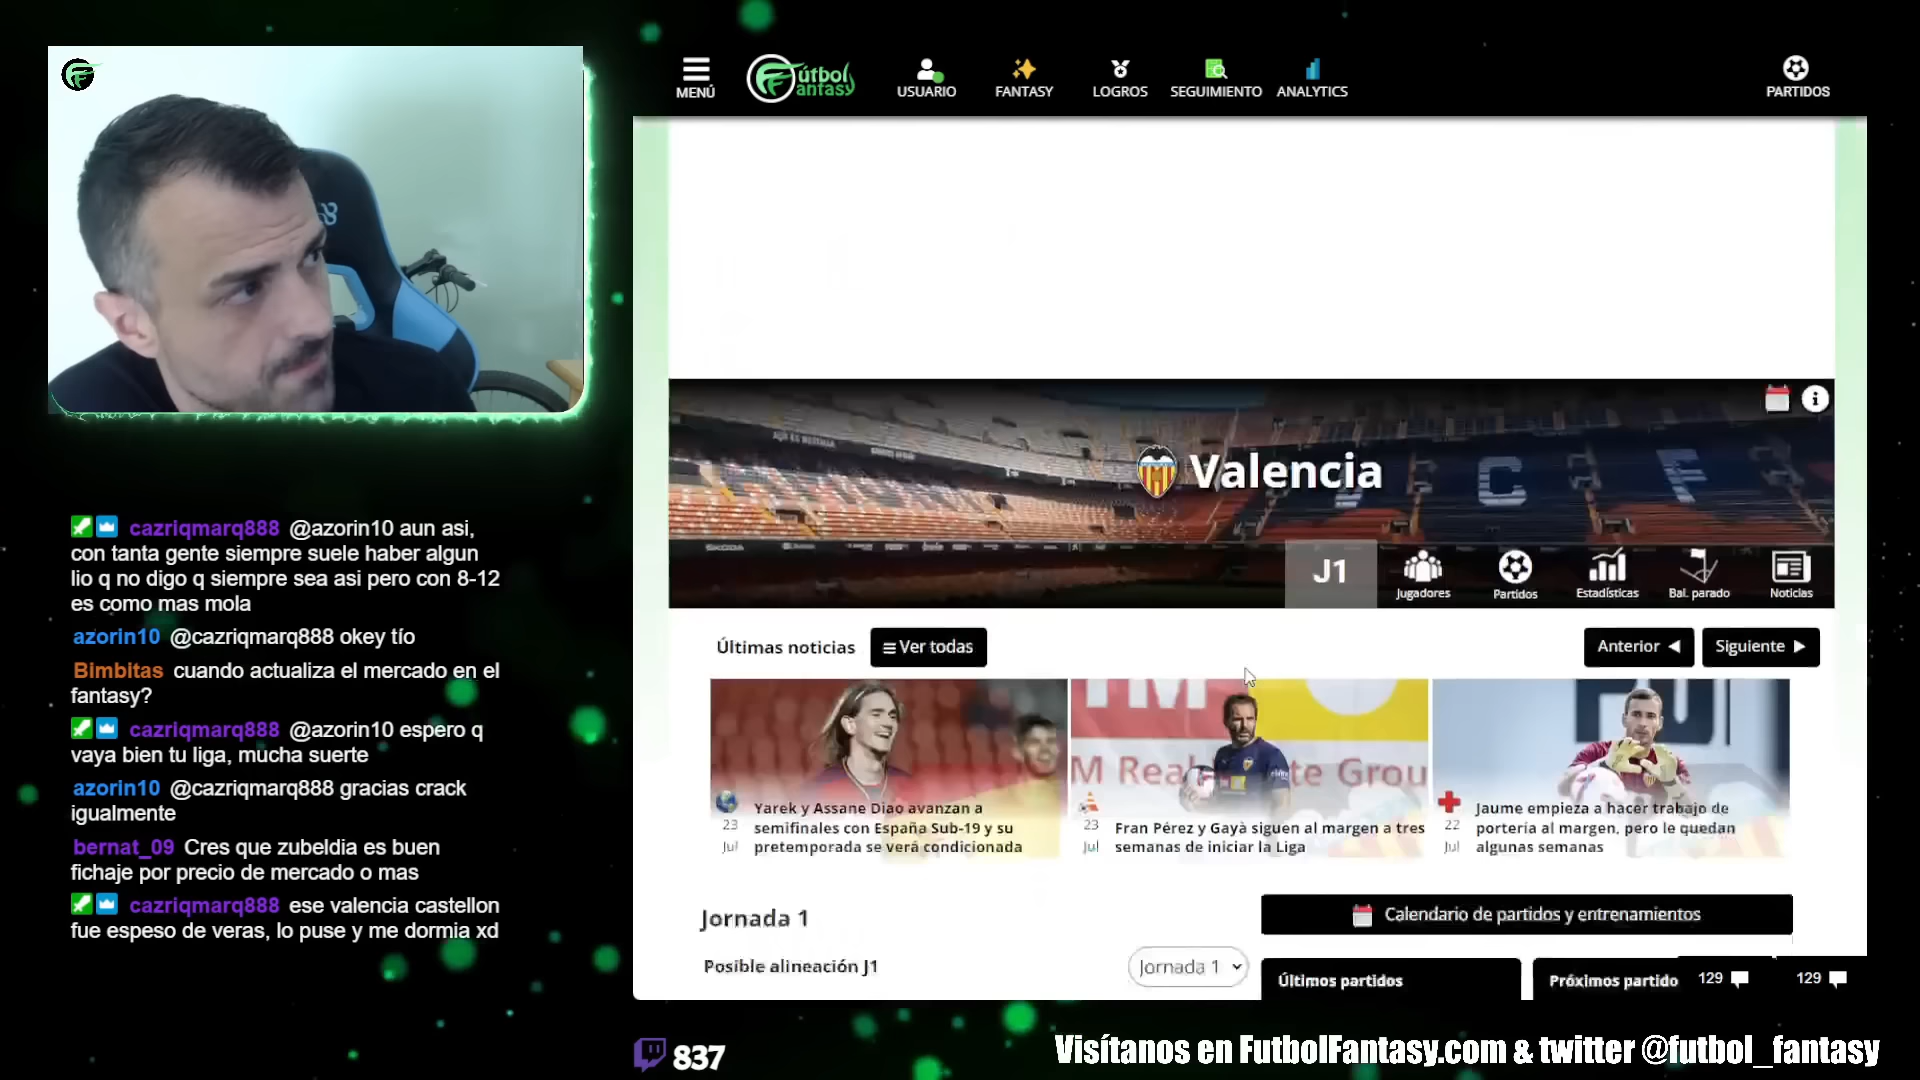 MENÚ
Fútbol
Fantasy
USUARIO
FANTASY
LOGROS
SEGUIMIENTO
ANALYTICS
PARTIDOS
Valencia
C
F
J1
Jugadores
Partidos
Estadísticas
Bal. parado
Noticias
Últimas noticias
Ver todas
Anterior
Siguiente
23
Jul
Yarek y Assane Diao avanzan a
semifinales con España Sub-19 y su
pretemporada se verá condicionada
23
Jul
Fran Pérez y Gayà siguen al margen a tres
semanas de iniciar la Liga
22
Jul
Jaume empieza a hacer trabajo de
portería al margen, pero le quedan
algunas semanas
Jornada 1
Calendario de partidos y entrenamientos
Posible alineación J1
Jornada 1
Últimos partidos
Próximos partido
129
129
cazriqmarq888 @azorin10 aun asi,
con tanta gente siempre suele haber algun
lio q no digo q siempre sea asi pero con 8-12
es como mas mola
azorin10 @cazriqmarq888 okey tío
Bimbitas cuando actualiza el mercado en el
fantasy?
cazriqmarq888 @azorin10 espero q
vaya bien tu liga, mucha suerte
azorin10 @cazriqmarq888 gracias crack
igualmente
bernat_09 Cres que zubeldia es buen
fichaje por precio de mercado o mas
cazriqmarq888 ese valencia castellon
fue espeso de veras, lo puse y me dormia xd
837
Visítanos en FutbolFantasy.com & twitter @futbol_fantasy